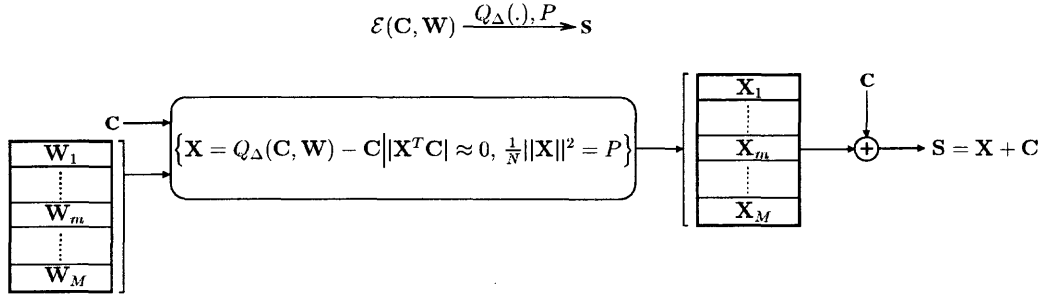 𝓔(C, W) Q_Δ(.), P → S
C
{X = Q_Δ(C, W) − C||X^T C| ≈ 0, 1/N ||X||^2 = P}
W_1
W_m
W_M
X_1
X_m
X_M
C
+
S = X + C